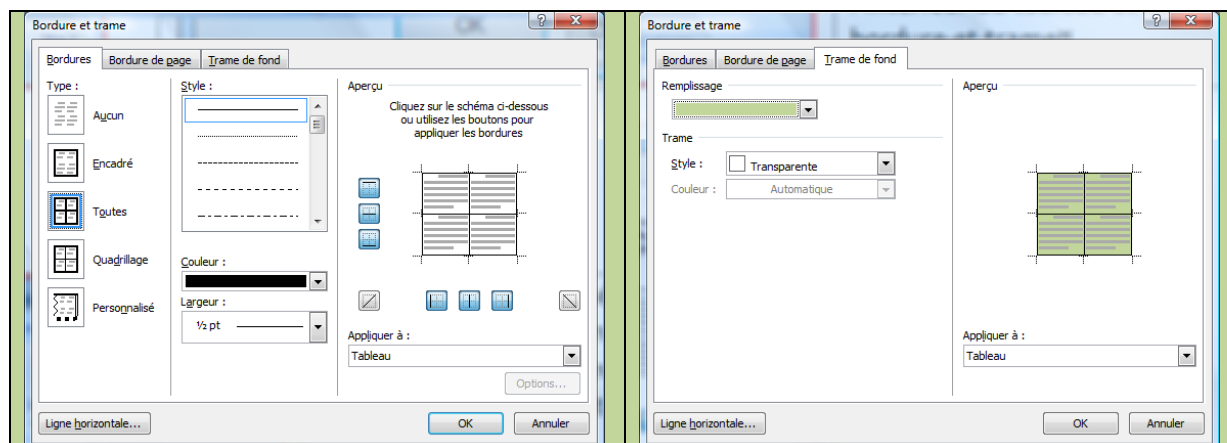 Bordure et trame
Bordures
Bordure de page
Trame de fond
Type :
Aucun
Encadré
Toutes
Quadrillage
Personnalisé
Style :
Couleur :
Largeur :
½ pt
Aperçu
Cliquez sur le schéma ci-dessous
ou utilisez les boutons pour
appliquer les bordures
Appliquer à :
Tableau
Options...
Ligne horizontale...
OK
Annuler
Bordure et trame
Bordures
Bordure de page
Trame de fond
Remplissage
Trame
Style :
Transparente
Couleur :
Automatique
Aperçu
Appliquer à :
Tableau
Ligne horizontale...
OK
Annuler